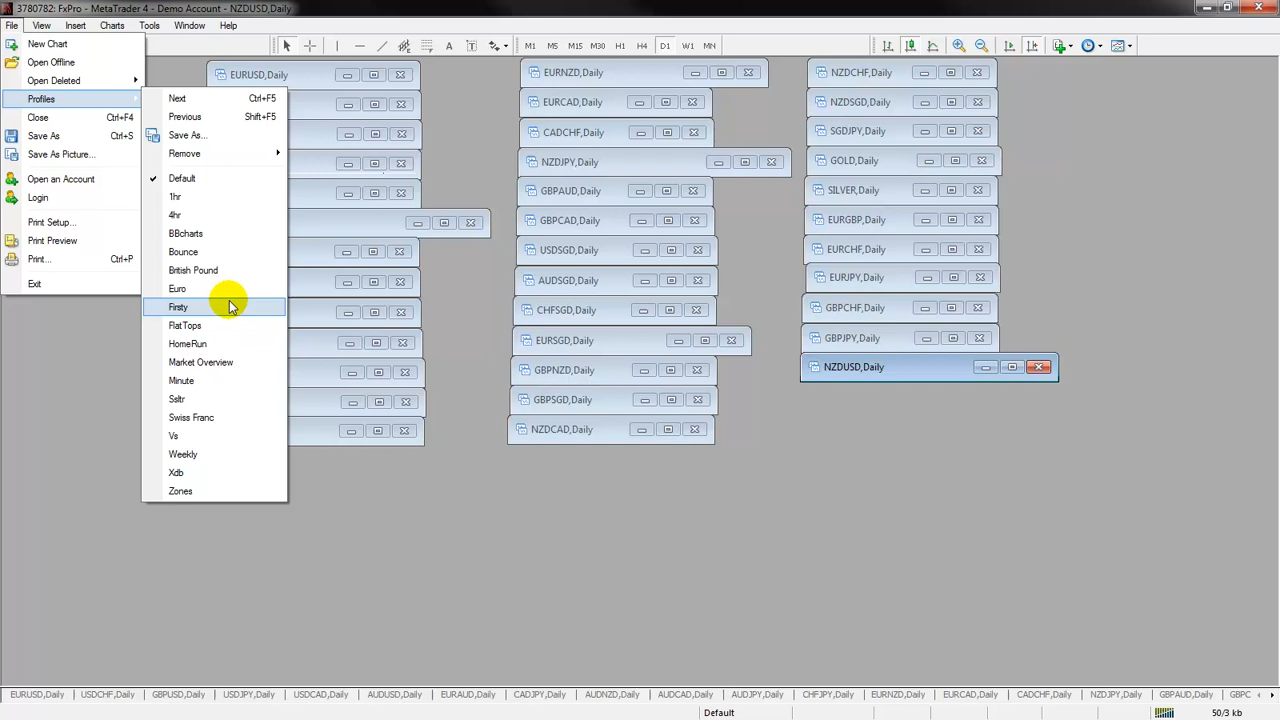 3780782: FxPro - MetaTrader 4 - Demo Account - NZDUSD,Daily
File View Insert Charts Tools Window Help
M1 M5 M15 M30 H1 H4 D1 W1 MN
New Chart
Open Offline
Open Deleted
Profiles
Close Ctrl+F4
Save As Ctrl+S
Save As Picture...
Open an Account
Login
Print Setup...
Print Preview
Print... Ctrl+P
Exit
Next Ctrl+F5
Previous Shift+F5
Save As...
Remove
Default
1hr
4hr
BBcharts
Bounce
British Pound
Euro
Firsty
FlatTops
HomeRun
Market Overview
Minute
Ssltr
Swiss Franc
Vs
Weekly
Xdb
Zones
EURUSD,Daily
EURNZD,Daily
EURCAD,Daily
CADCHF,Daily
NZDJPY,Daily
GBPAUD,Daily
GBPCAD,Daily
USDSGD,Daily
AUDSGD,Daily
CHFSGD,Daily
EURSGD,Daily
GBPNZD,Daily
GBPSGD,Daily
NZDCAD,Daily
NZDCHF,Daily
NZDSGD,Daily
SGDJPY,Daily
GOLD,Daily
SILVER,Daily
EURGBP,Daily
EURCHF,Daily
EURJPY,Daily
GBPCHF,Daily
GBPJPY,Daily
NZDUSD,Daily
EURUSD,Daily USDCHF,Daily GBPUSD,Daily USDJPY,Daily USDCAD,Daily AUDUSD,Daily EURAUD,Daily CADJPY,Daily AUDNZD,Daily AUDCAD,Daily AUDJPY,Daily CHFJPY,Daily EURNZD,Daily EURCAD,Daily CADCHF,Daily NZDJPY,Daily GBPAUD,Daily GBPC
Default 50/3 kb